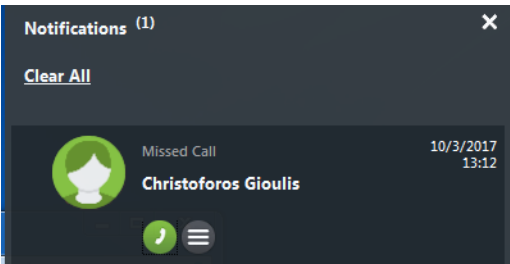 Notifications (1)
Clear All
Missed Call
10/3/2017
13:12
Christoforos Gioulis